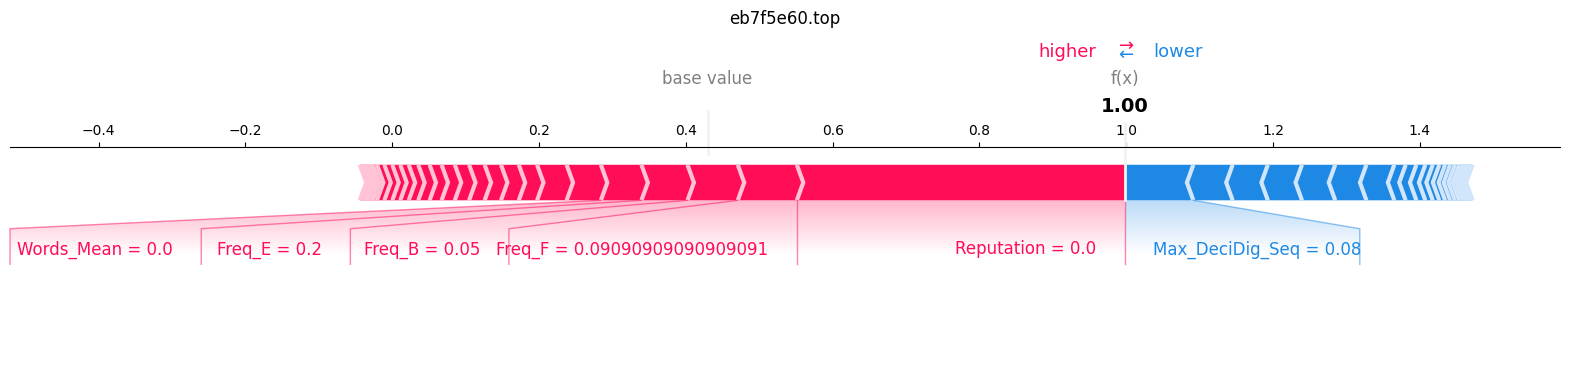 eb7f5e60.top
higher → ← lower
base value f(x)
1.00
−0.4 −0.2 0.0 0.2 0.4 0.6 0.8 1.0 1.2 1.4
Words_Mean = 0.0 Freq_E = 0.2 Freq_B = 0.05 Freq_F = 0.09090909090909091 Reputation = 0.0 Max_DeciDig_Seq = 0.08